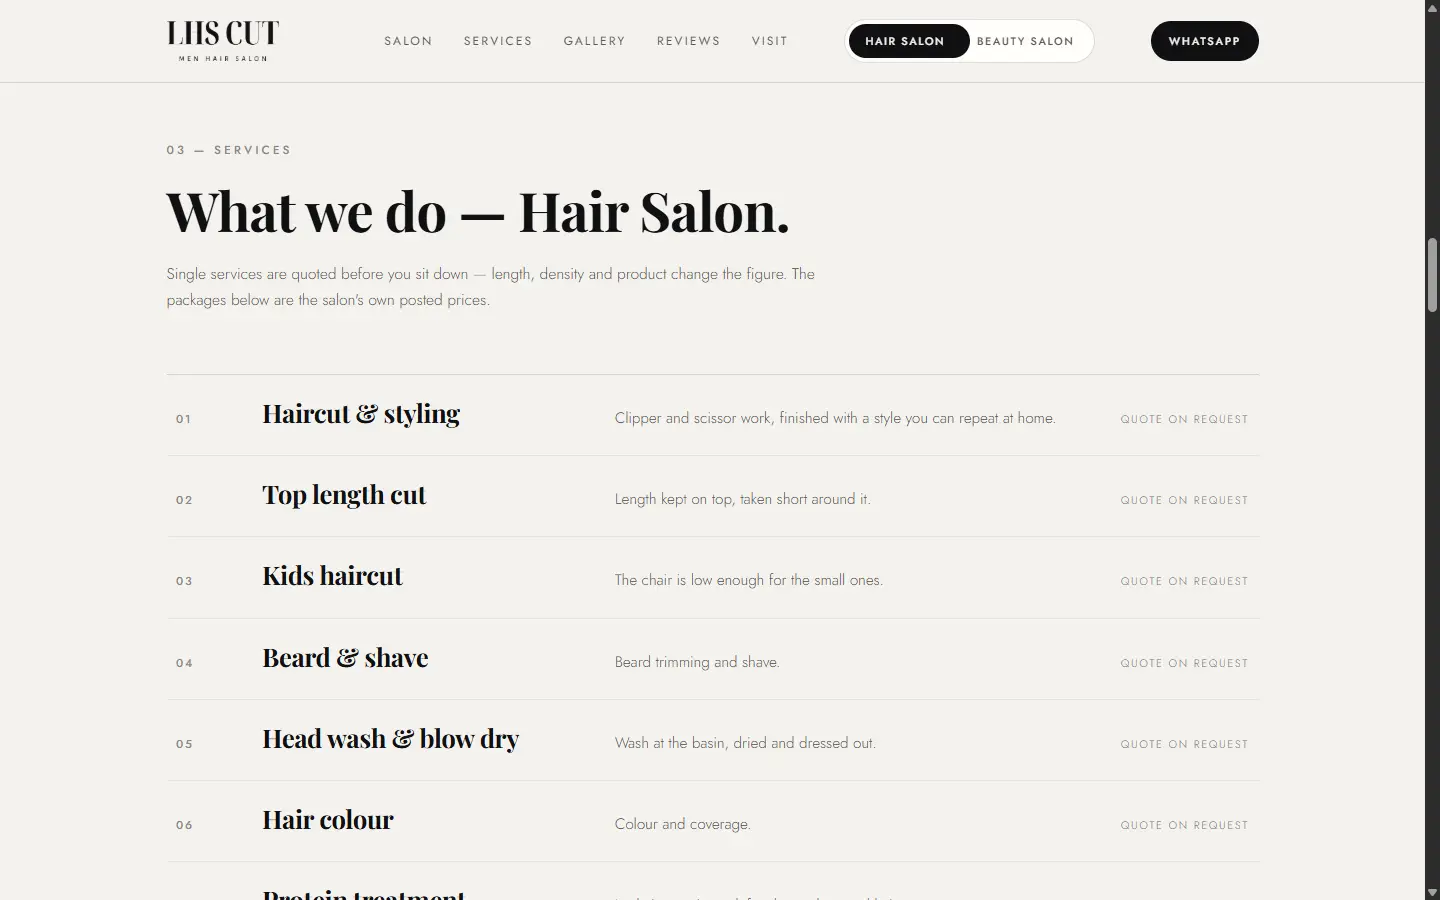 LHS CUT
MEN HAIR SALON
SALON
SERVICES
GALLERY
REVIEWS
VISIT
HAIR SALON
BEAUTY SALON
WHATSAPP
03 — SERVICES
What we do — Hair Salon.
Single services are quoted before you sit down — length, density and product change the figure. The
packages below are the salon's own posted prices.
01
Haircut & styling
Clipper and scissor work, finished with a style you can repeat at home.
QUOTE ON REQUEST
02
Top length cut
Length kept on top, taken short around it.
QUOTE ON REQUEST
03
Kids haircut
The chair is low enough for the small ones.
QUOTE ON REQUEST
04
Beard & shave
Beard trimming and shave.
QUOTE ON REQUEST
05
Head wash & blow dry
Wash at the basin, dried and dressed out.
QUOTE ON REQUEST
06
Hair colour
Colour and coverage.
QUOTE ON REQUEST
Protein treatment